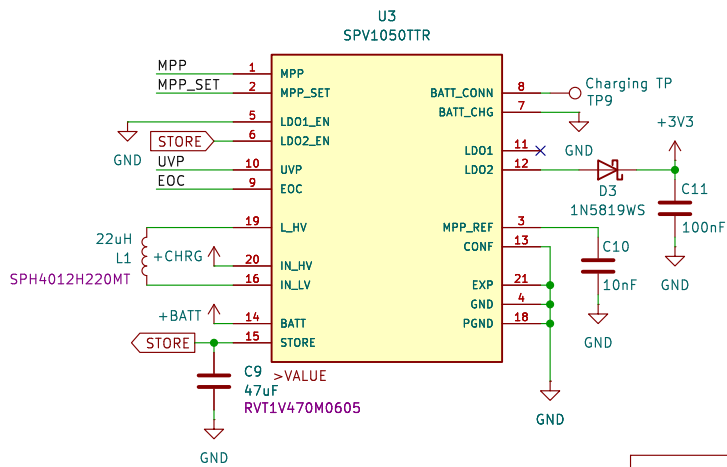 U3
SPV1050TTR
MPP
1
MPP
MPP_SET
2
MPP_SET
5
LDO1_EN
GND
STORE
6
LDO2_EN
UVP
10
UVP
EOC
9
EOC
19
L_HV
22uH
L1
SPH4012H220MT
+CHRG
20
IN_HV
16
IN_LV
+BATT
14
BATT
STORE
15
STORE
C9
47uF
RVT1V470M0605
GND
>VALUE
BATT_CONN
8
Charging TP
TP9
BATT_CHG
7
GND
LDO1
11
LDO2
12
D3
1N5819WS
+3V3
C11
100nF
GND
MPP_REF
3
C10
10nF
GND
CONF
13
EXP
21
GND
4
PGND
18
GND